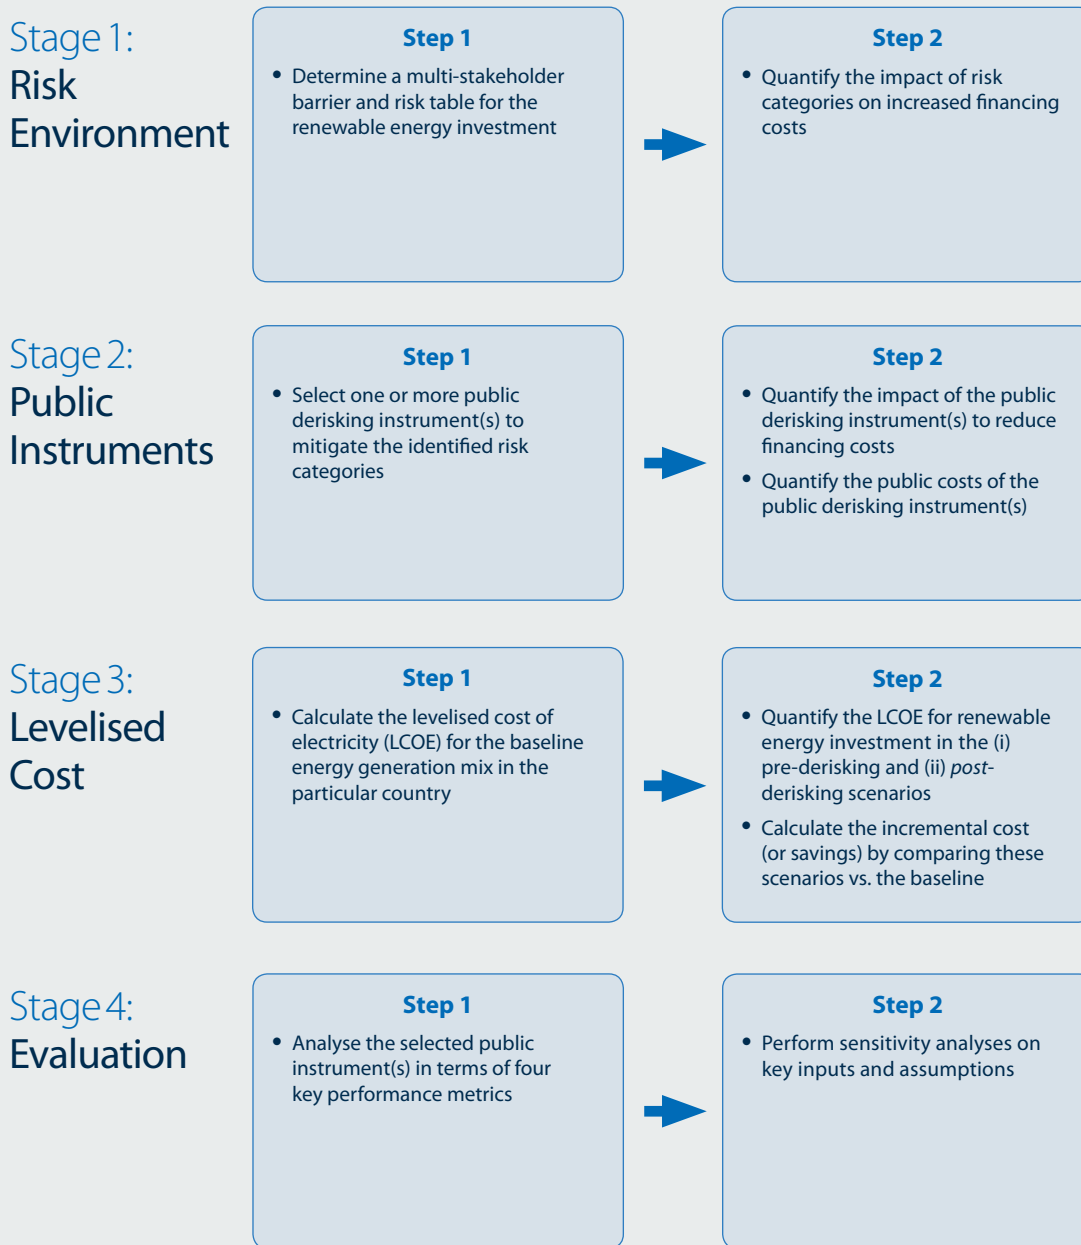 Stage 1:
Risk
Environment
Step 1
• Determine a multi-stakeholder
barrier and risk table for the
renewable energy investment
Step 2
• Quantify the impact of risk
categories on increased financing
costs
Stage 2:
Public
Instruments
Step 1
• Select one or more public
derisking instrument(s) to
mitigate the identified risk
categories
Step 2
• Quantify the impact of the public
derisking instrument(s) to reduce
financing costs
• Quantify the public costs of the
public derisking instrument(s)
Stage 3:
Levelised
Cost
Step 1
• Calculate the levelised cost of
electricity (LCOE) for the baseline
energy generation mix in the
particular country
Step 2
• Quantify the LCOE for renewable
energy investment in the (i)
pre-derisking and (ii) post-
derisking scenarios
• Calculate the incremental cost
(or savings) by comparing these
scenarios vs. the baseline
Stage 4:
Evaluation
Step 1
• Analyse the selected public
instrument(s) in terms of four
key performance metrics
Step 2
• Perform sensitivity analyses on
key inputs and assumptions